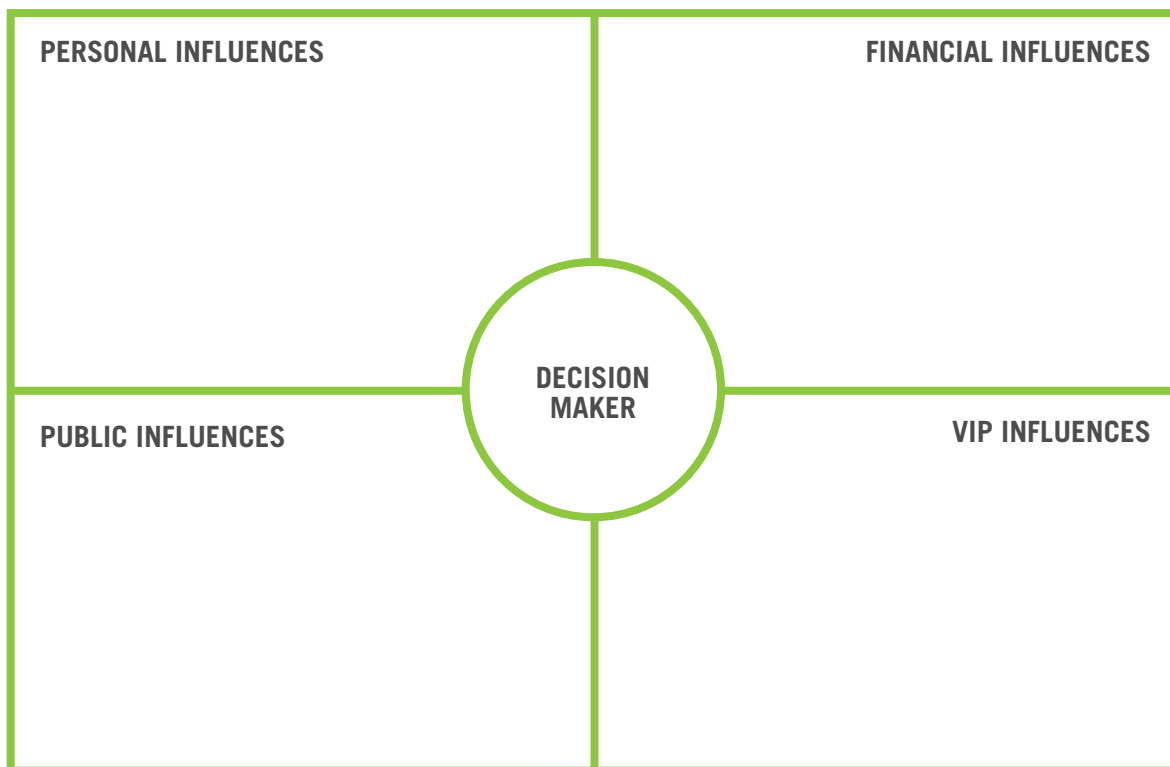 PERSONAL INFLUENCES
FINANCIAL INFLUENCES
DECISION
MAKER
PUBLIC INFLUENCES
VIP INFLUENCES